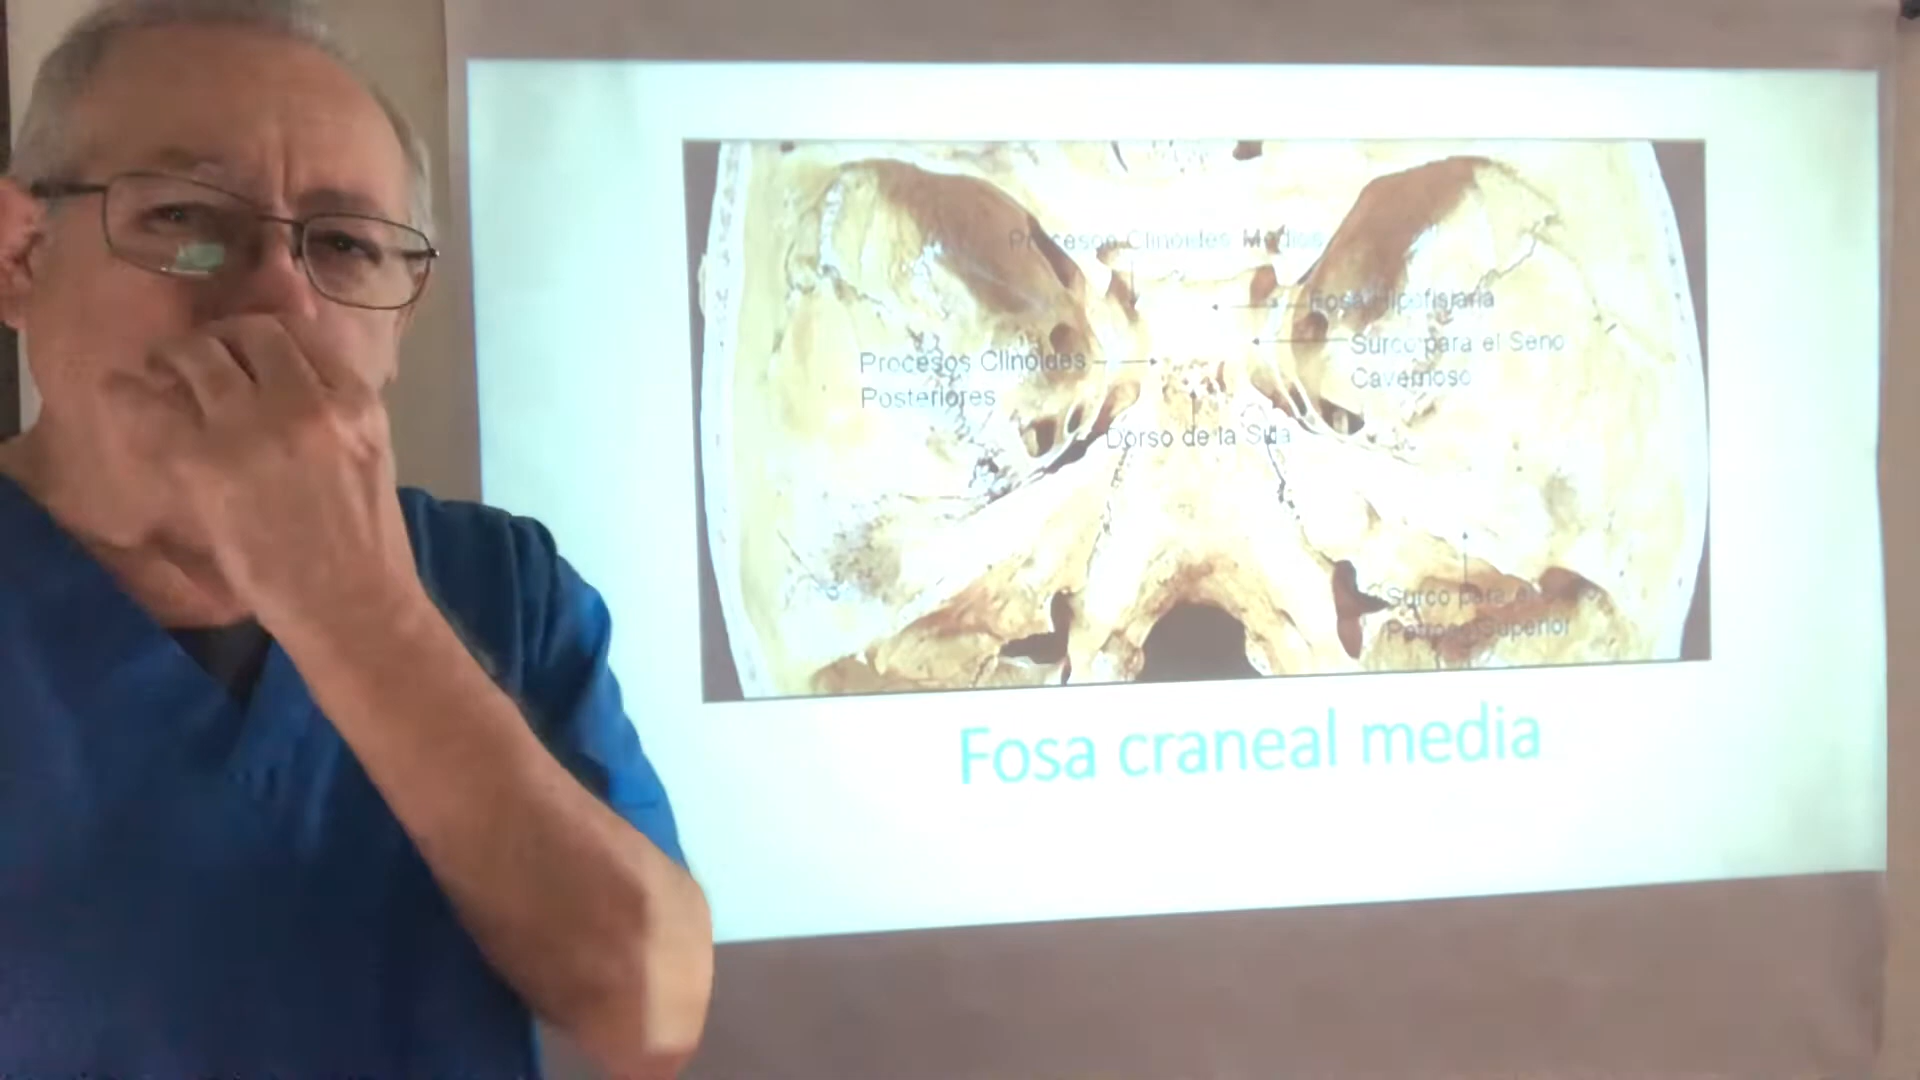 Procesos Clinoides Medios
Fosa Hipofisiaria
Surco para el Seno
Cavernoso
Procesos Clinoides
Posteriores
Dorso de la Silla
Surco para el
Petroso Superior
Fosa craneal media